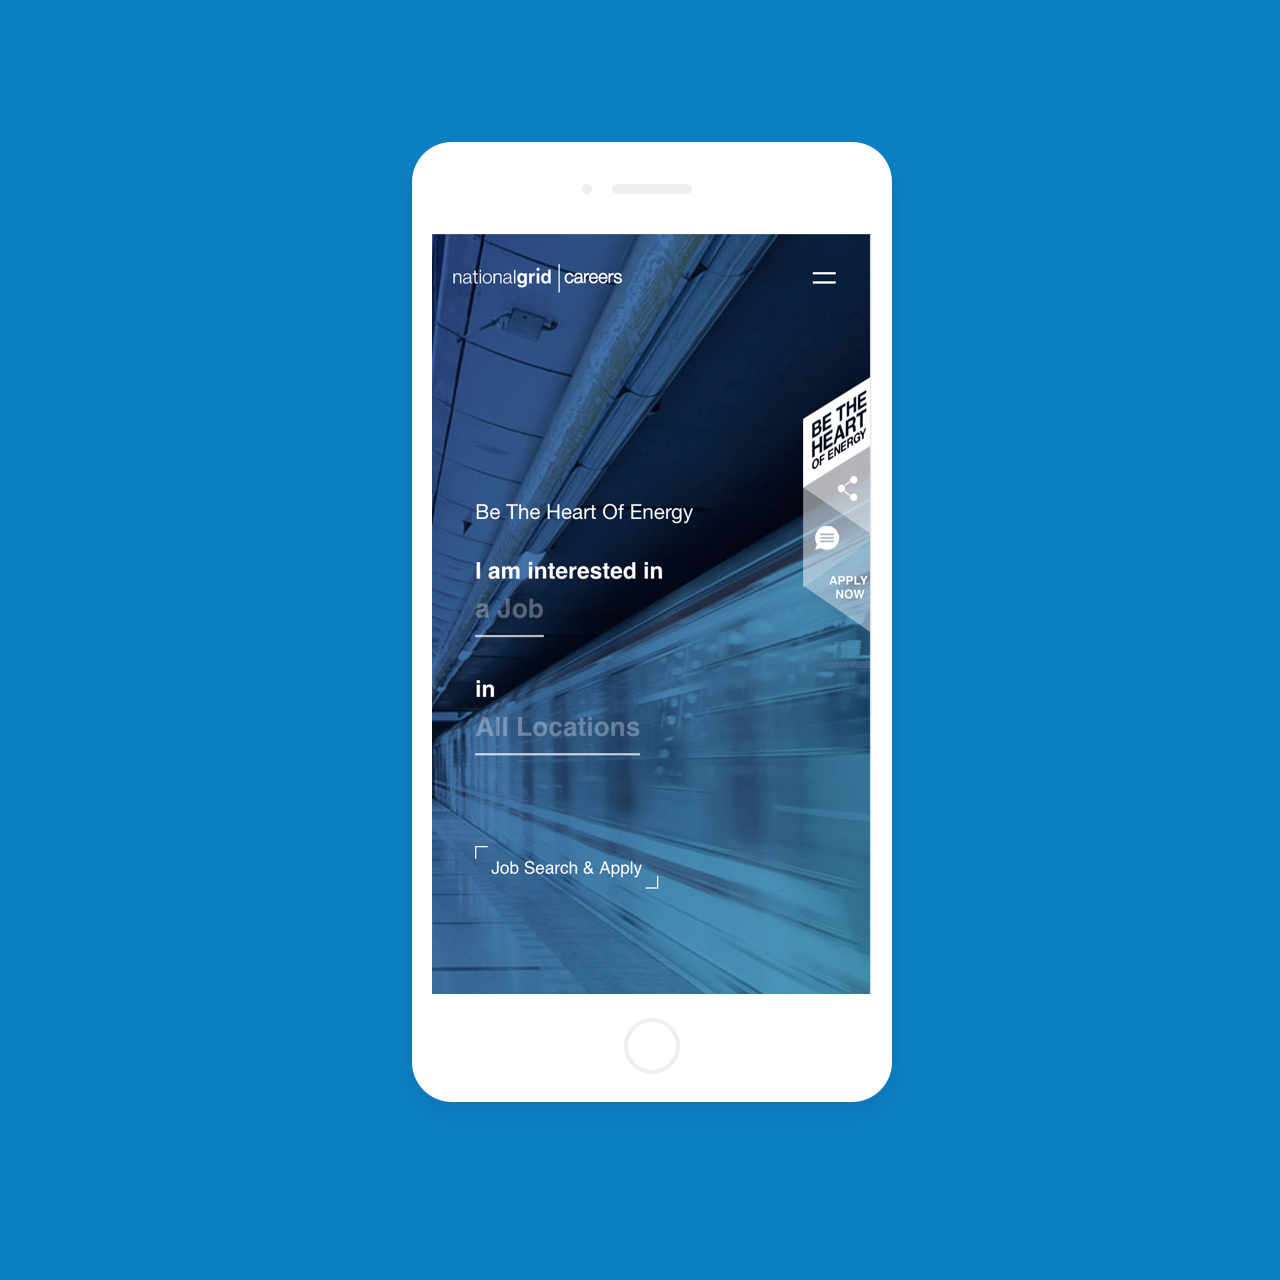 nationalgrid | careers
BE THE
HEART
OF ENERGY
Be The Heart Of Energy
I am interested in
a Job
APPLY
NOW
in
All Locations
Job Search & Apply